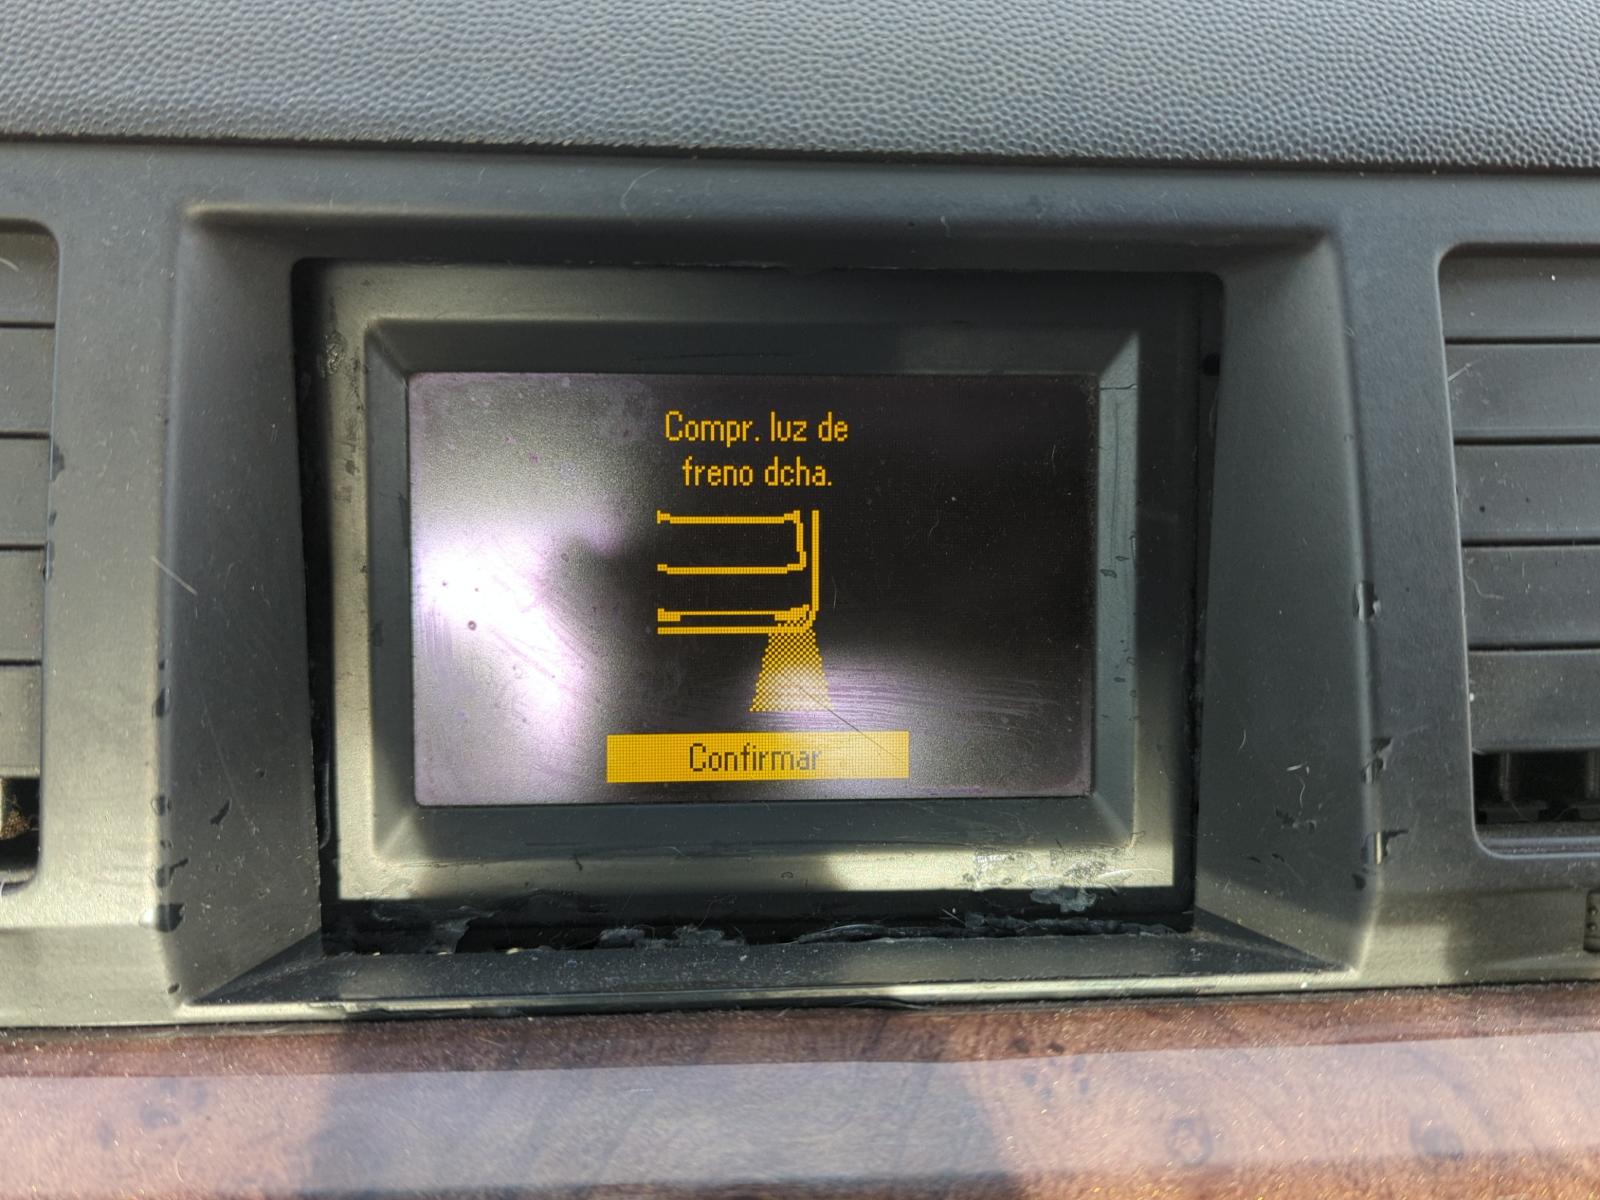 Compr. luz de
freno dcha.
Confirmar